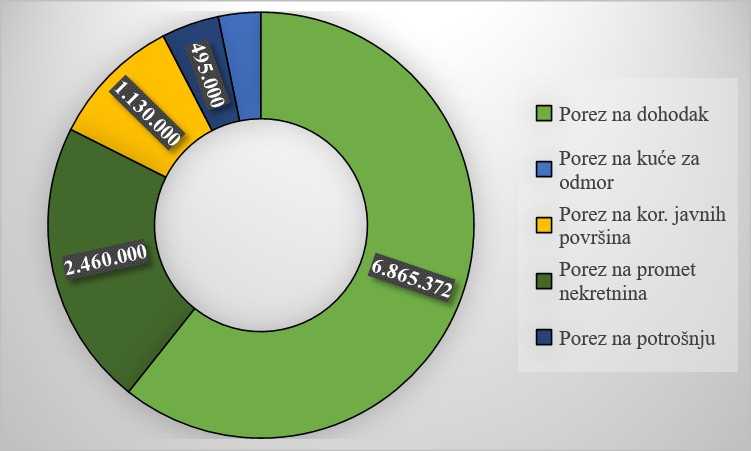 495.000
1.130.000
2.460.000
6.865.372
Porez na dohodak
Porez na kuće za
odmor
Porez na kor. javnih
površina
Porez na promet
nekretnina
Porez na potrošnju